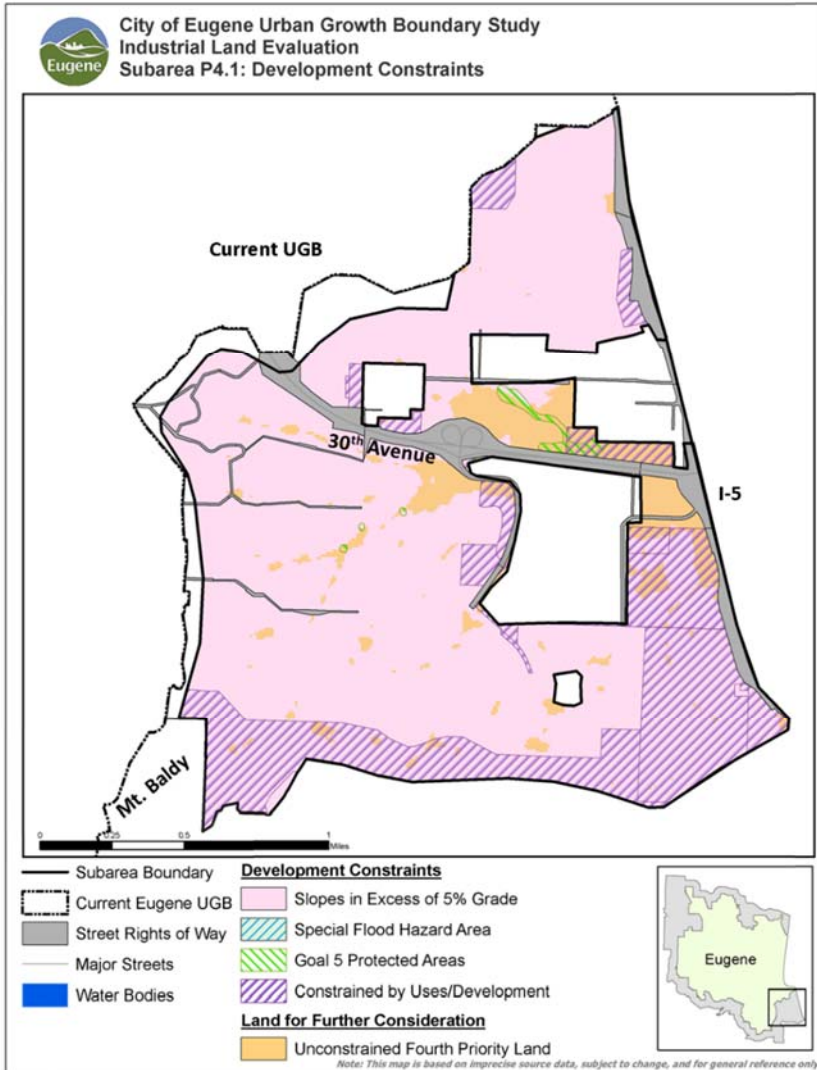 City of Eugene Urban Growth Boundary Study
Industrial Land Evaluation
Subarea P4.1: Development Constraints
Eugene
Current UGB
30th Avenue
I-5
Mt. Baldy
0 0.25 0.5 1
Miles
Subarea Boundary
Current Eugene UGB
Street Rights of Way
Major Streets
Water Bodies
Development Constraints
Slopes in Excess of 5% Grade
Special Flood Hazard Area
Goal 5 Protected Areas
Constrained by Uses/Development
Land for Further Consideration
Unconstrained Fourth Priority Land
Eugene
Note: This map is based on imprecise source data, subject to change, and for general reference only